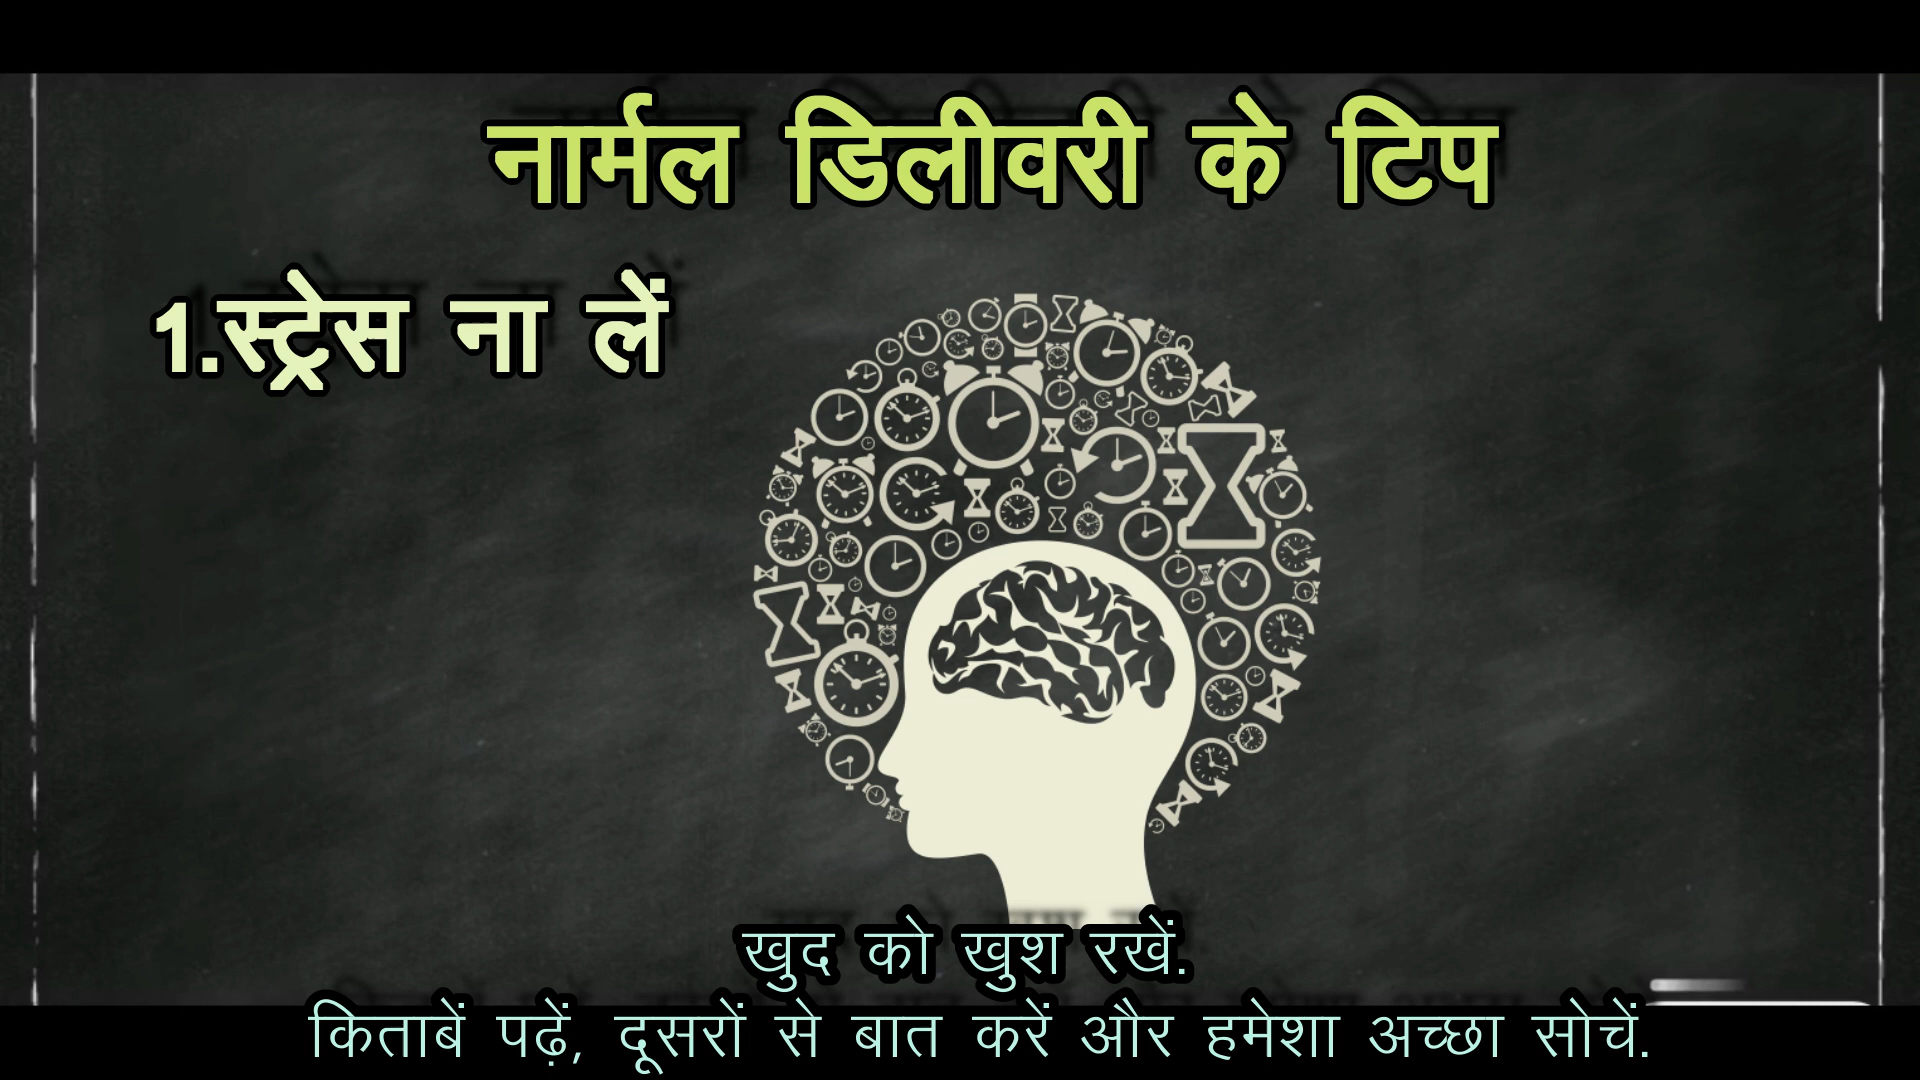 नार्मल डिलीवरी के टिप
1.स्ट्रेस ना लें
खुद को खुश रखें.
किताबें पढ़ें, दूसरों से बात करें और हमेशा अच्छा सोचें.